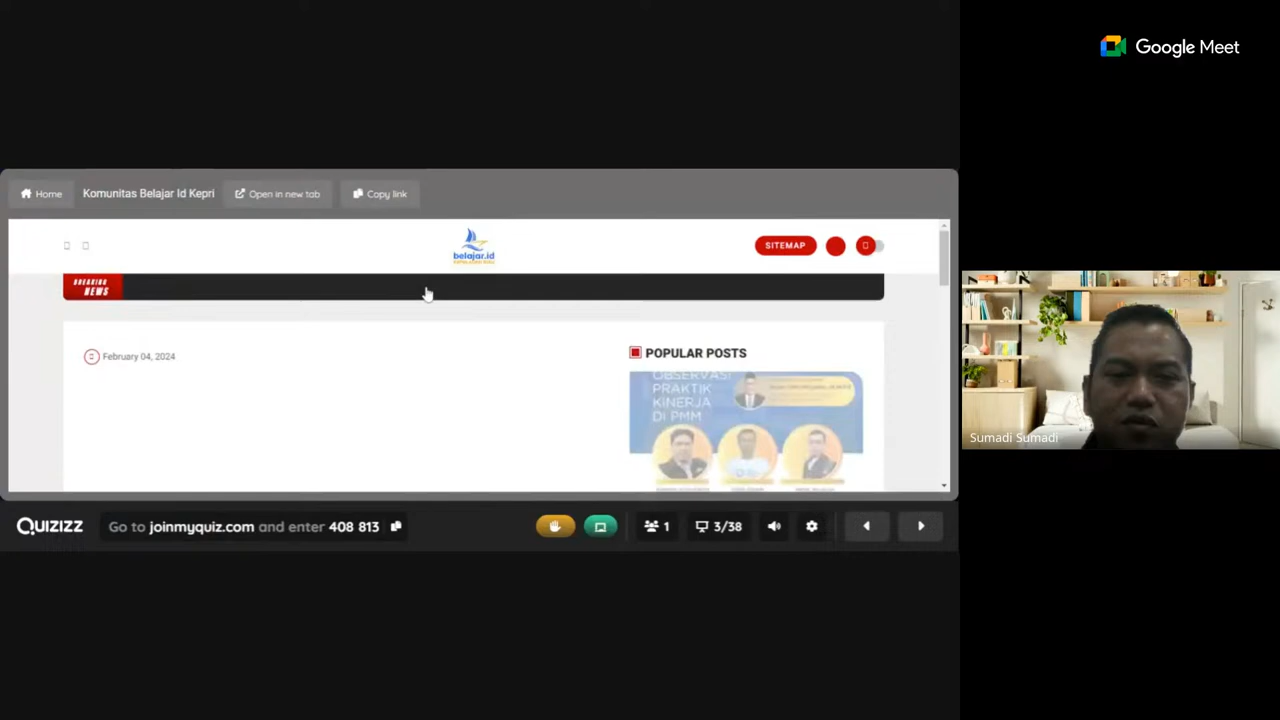 Google Meet
Home
Komunitas Belajar Id Kepri
Open in new tab
Copy link
belajar.id
SITEMAP
BREAKING
NEWS
February 04, 2024
POPULAR POSTS
OBSERVASI
PRAKTIK
KINERJA
DI PMM
Sumadi Sumadi
QUIZIZZ
Go to joinmyquiz.com and enter 408 813
1
3/38